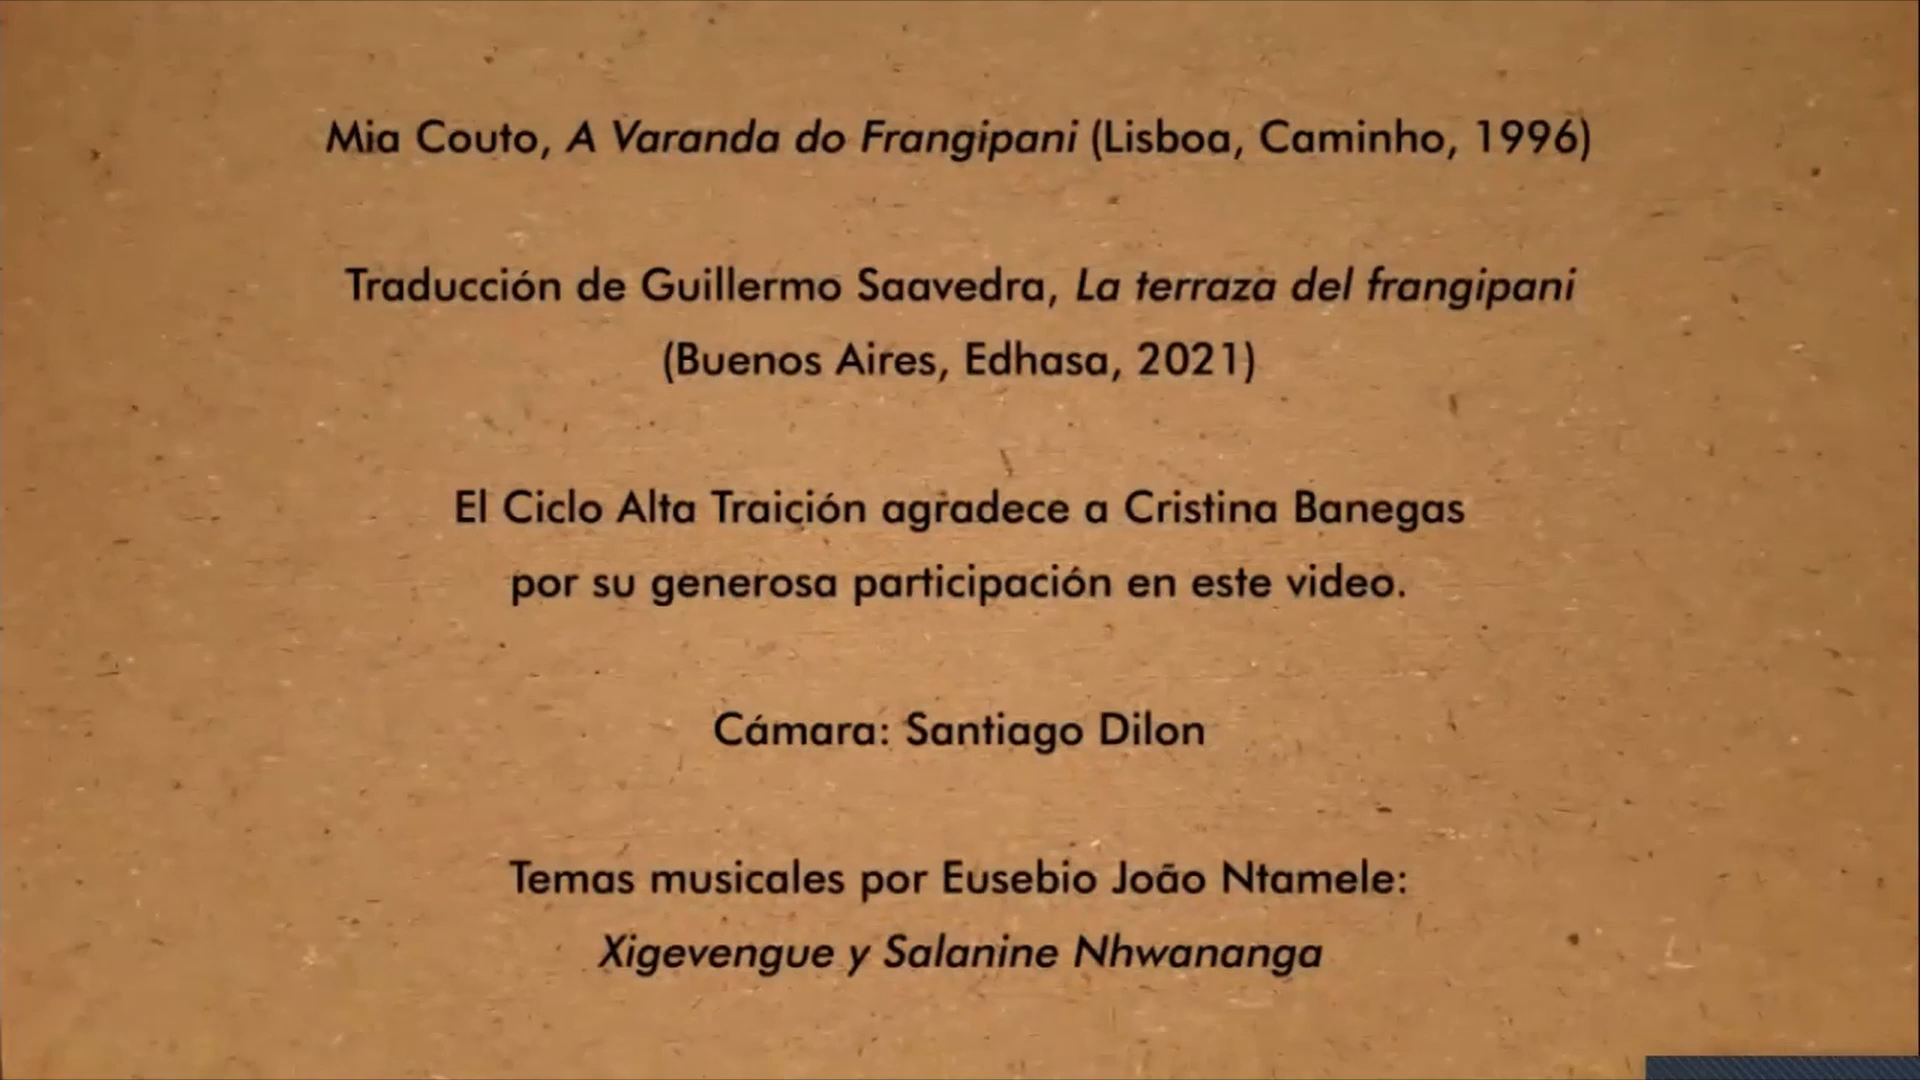 Mia Couto, A Varanda do Frangipani (Lisboa, Caminho, 1996)
Traducción de Guillermo Saavedra, La terraza del frangipani
(Buenos Aires, Edhasa, 2021)
El Ciclo Alta Traición agradece a Cristina Banegas
por su generosa participación en este video.
Cámara: Santiago Dilon
Temas musicales por Eusebio João Ntamele:
Xigevengue y Salanine Nhwananga